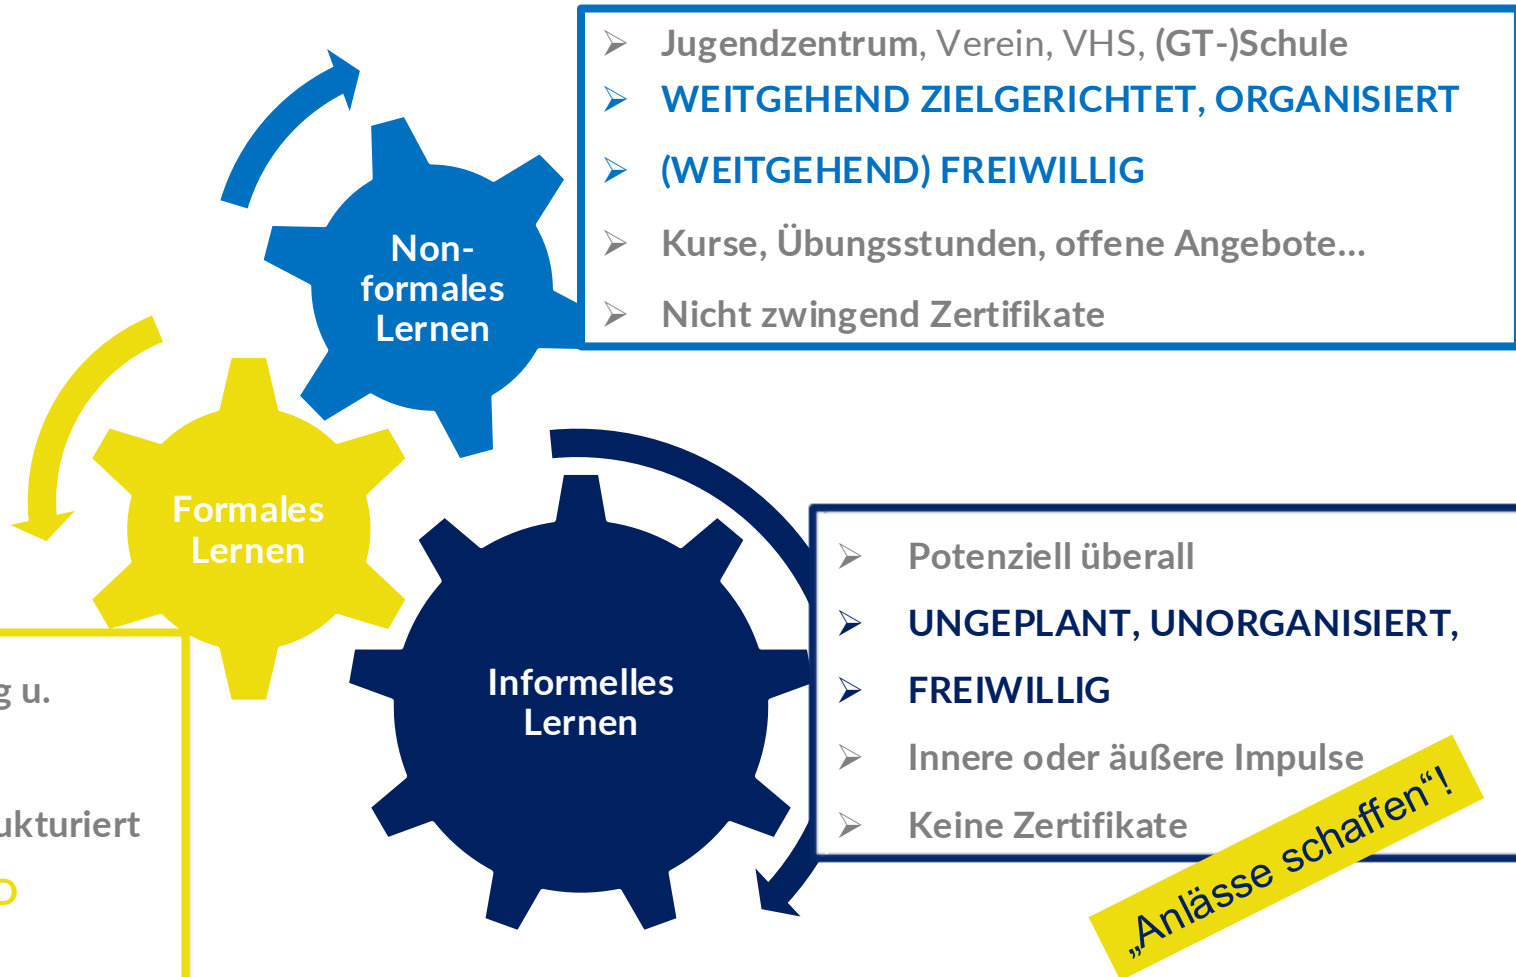 Jugendzentrum, Verein, VHS, (GT-)Schule
WEITGEHEND ZIELGERICHTET, ORGANISIERT
(WEITGEHEND) FREIWILLIG
Kurse, Übungsstunden, offene Angebote...
Nicht zwingend Zertifikate
Non-
formales
Lernen
Formales
Lernen
Informelles
Lernen
Potenziell überall
UNGEPLANT, UNORGANISIERT,
FREIWILLIG
Innere oder äußere Impulse
Keine Zertifikate
„Anlässe schaffen“!
u.